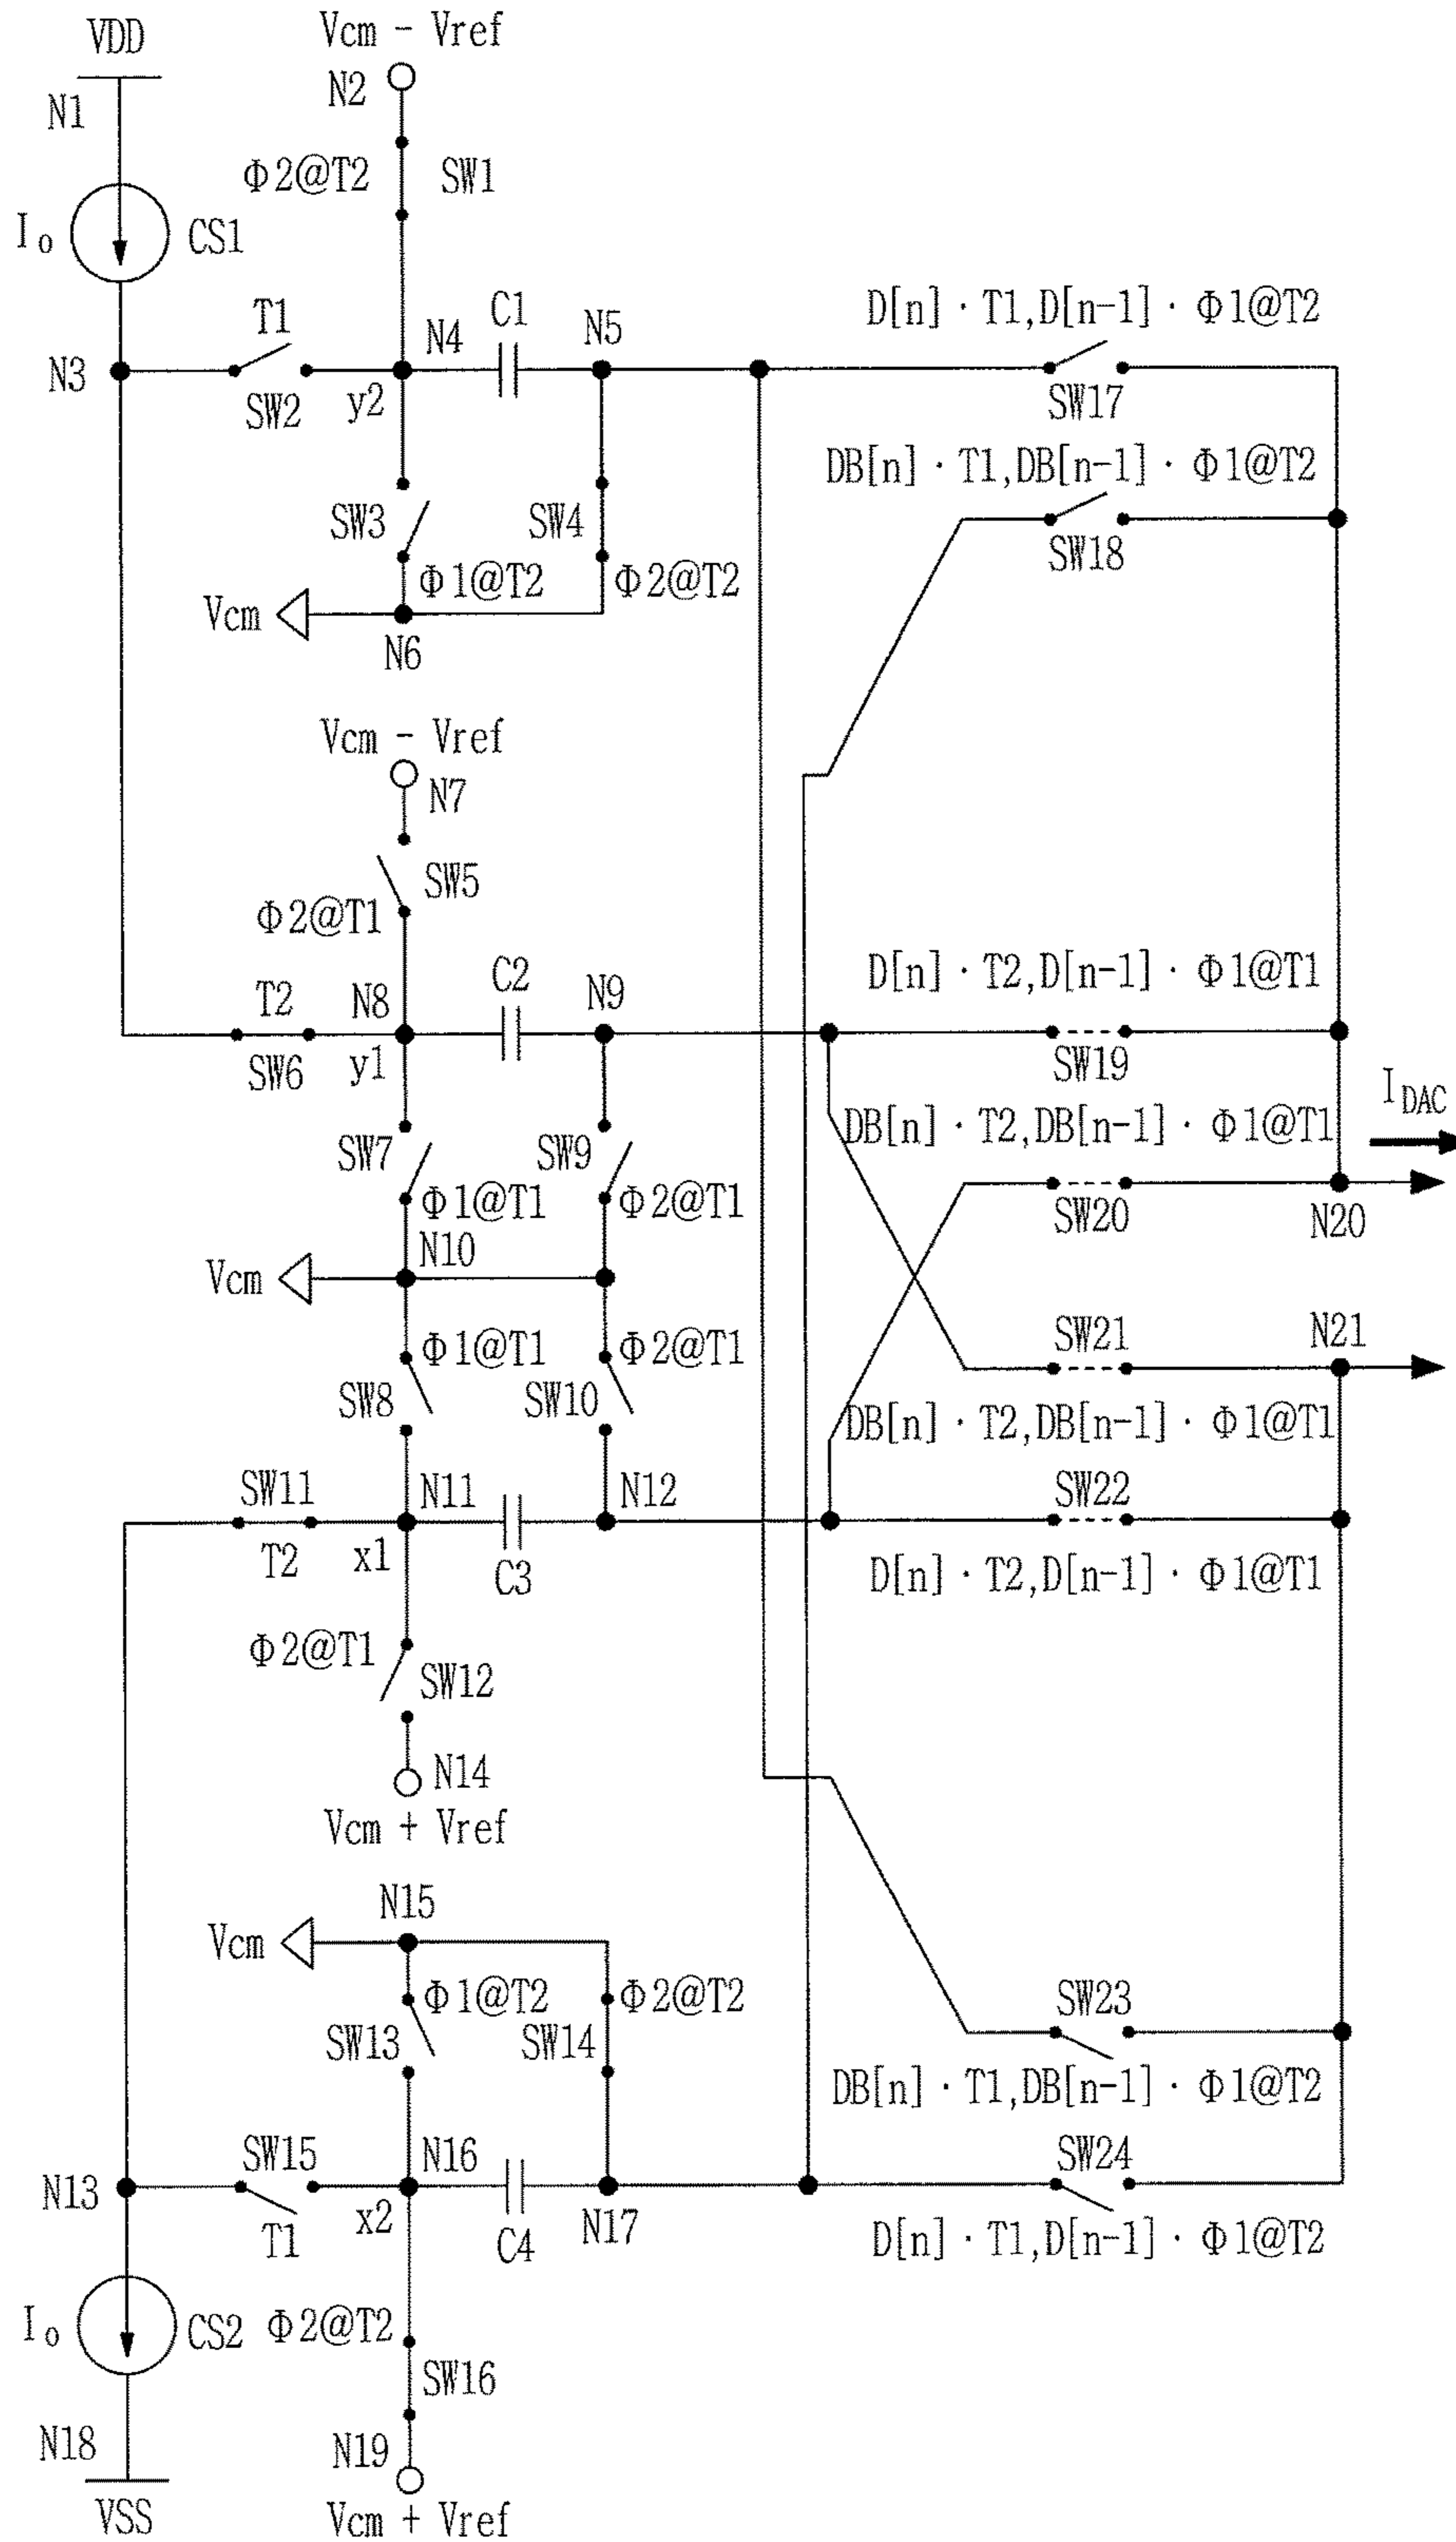 VDD
Vcm - Vref
N1
N2
Φ2@T2
SW1
Io
CS1
T1
N4
C1
N5
D[n] · T1,D[n-1] · Φ1@T2
N3
SW2
y2
SW17
DB[n] · T1,DB[n-1] · Φ1@T2
SW3
SW4
SW18
Φ1@T2
Φ2@T2
Vcm
N6
Vcm - Vref
N7
SW5
Φ2@T1
T2
N8
C2
N9
D[n] · T2,D[n-1] · Φ1@T1
SW6
y1
SW19
IDAC
DB[n] · T2,DB[n-1] · Φ1@T1
SW7
SW9
Φ1@T1
Φ2@T1
SW20
N20
N10
Vcm
Φ1@T1
Φ2@T1
SW21
N21
SW8
SW10
DB[n] · T2,DB[n-1] · Φ1@T1
SW11
N11
N12
SW22
T2
x1
C3
D[n] · T2,D[n-1] · Φ1@T1
Φ2@T1
SW12
N14
Vcm + Vref
N15
Vcm
Φ1@T2
Φ2@T2
SW23
SW13
SW14
DB[n] · T1,DB[n-1] · Φ1@T2
SW15
N16
SW24
N13
T1
x2
C4
N17
D[n] · T1,D[n-1] · Φ1@T2
Io
CS2
Φ2@T2
SW16
N18
N19
VSS
Vcm + Vref